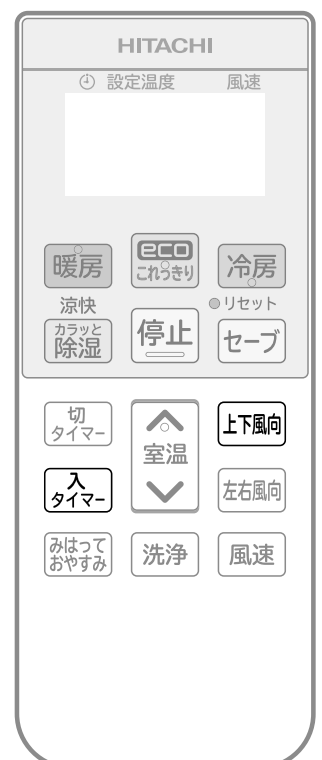 HITACHI
設定温度 風速
暖房
eco
これっきり
冷房
涼快
リセット
カラッと
除湿
停止
セーブ
切
タイマー
室温
上下風向
入
タイマー
左右風向
みはって
おやすみ
洗浄
風速